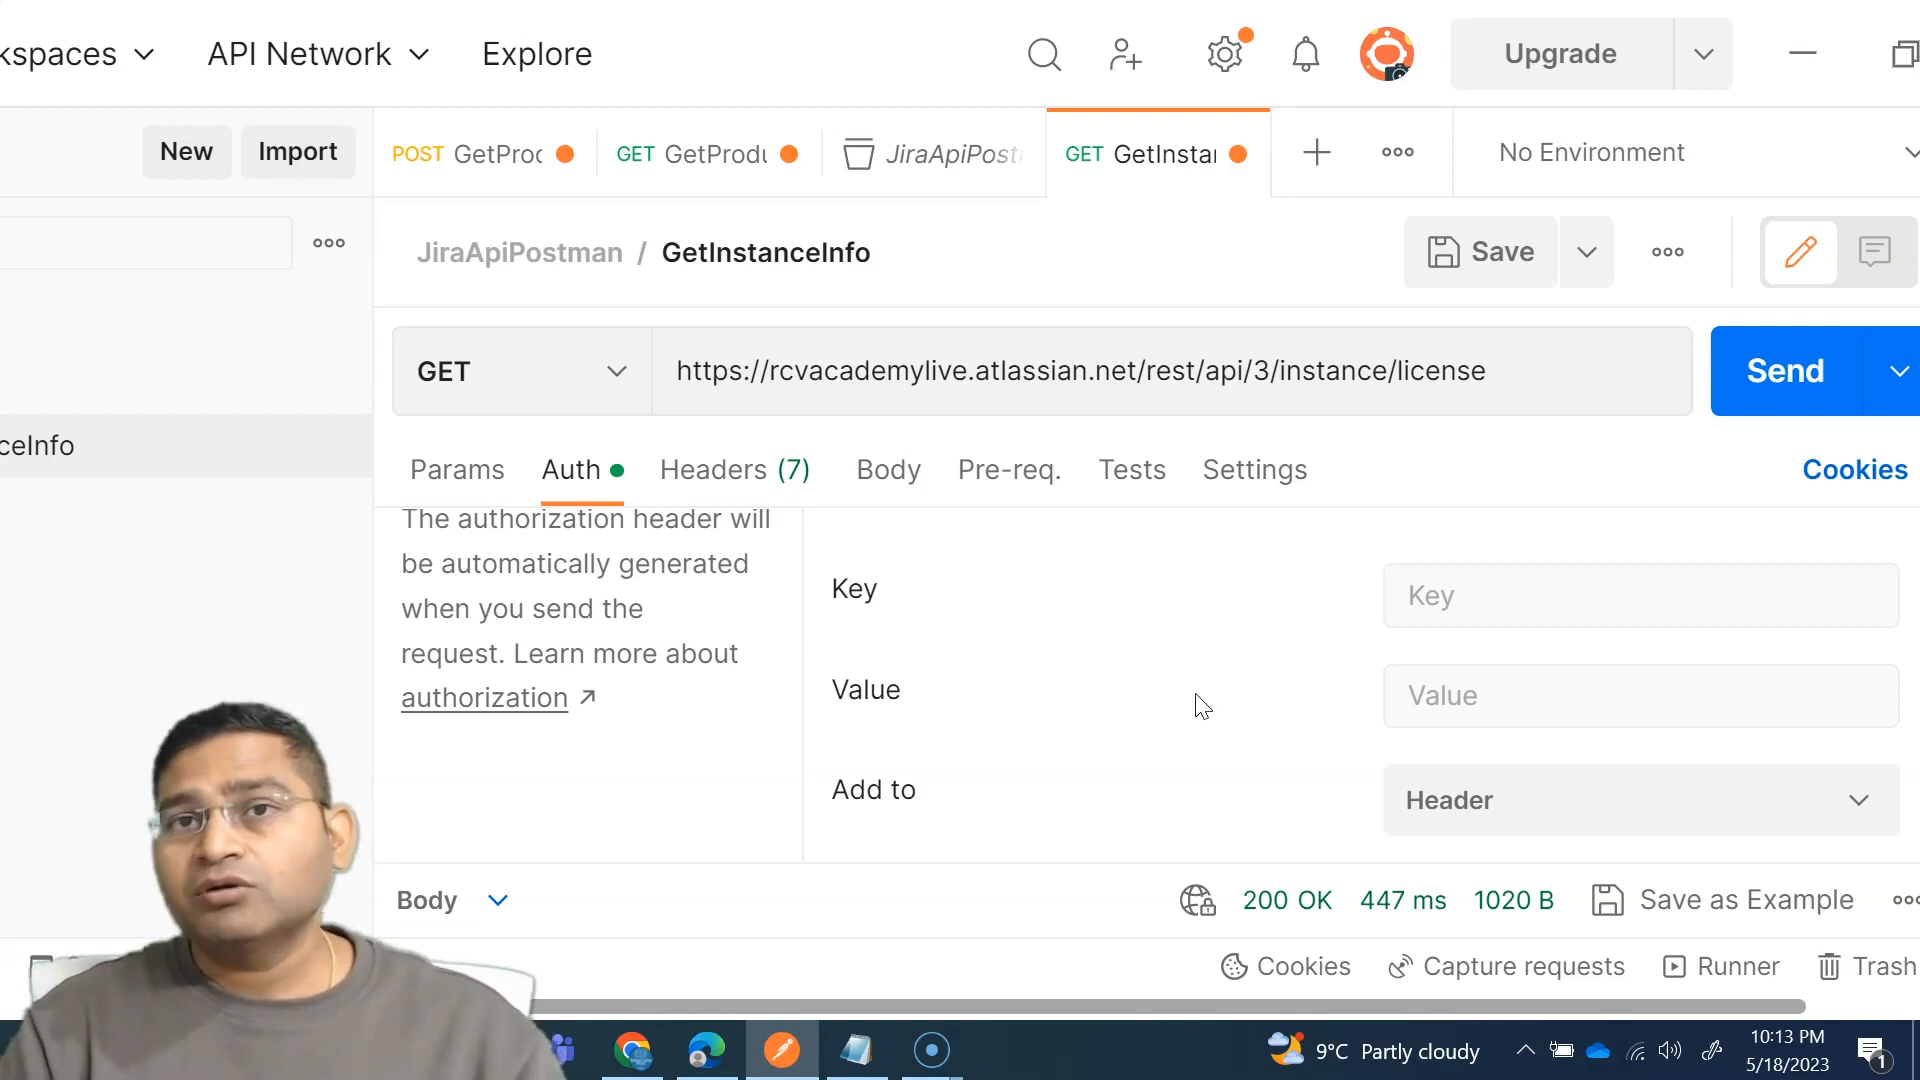 kspaces
API Network
Explore
Upgrade
New
Import
POST GetProc
GET GetProdu
JiraApiPostr
GET GetInstar
No Environment
JiraApiPostman / GetInstanceInfo
Save
GET
https://rcvacademylive.atlassian.net/rest/api/3/instance/license
Send
ceInfo
Params
Auth
Headers (7)
Body
Pre-req.
Tests
Settings
Cookies
The authorization header will
be automatically generated
when you send the
request. Learn more about
authorization
Key
Key
Value
Value
Add to
Header
Body
200 OK
447 ms
1020 B
Save as Example
Cookies
Capture requests
Runner
Trash
9°C Partly cloudy
10:13 PM
5/18/2023
1